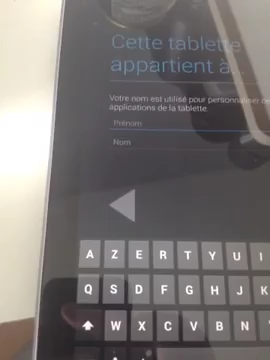 Cette tablette
appartient à...
Votre nom est utilisé pour personnaliser
applications de la tablette.
Prénom
Nom
A Z E R T Y U I
Q S D F G H J K
W X C V B N